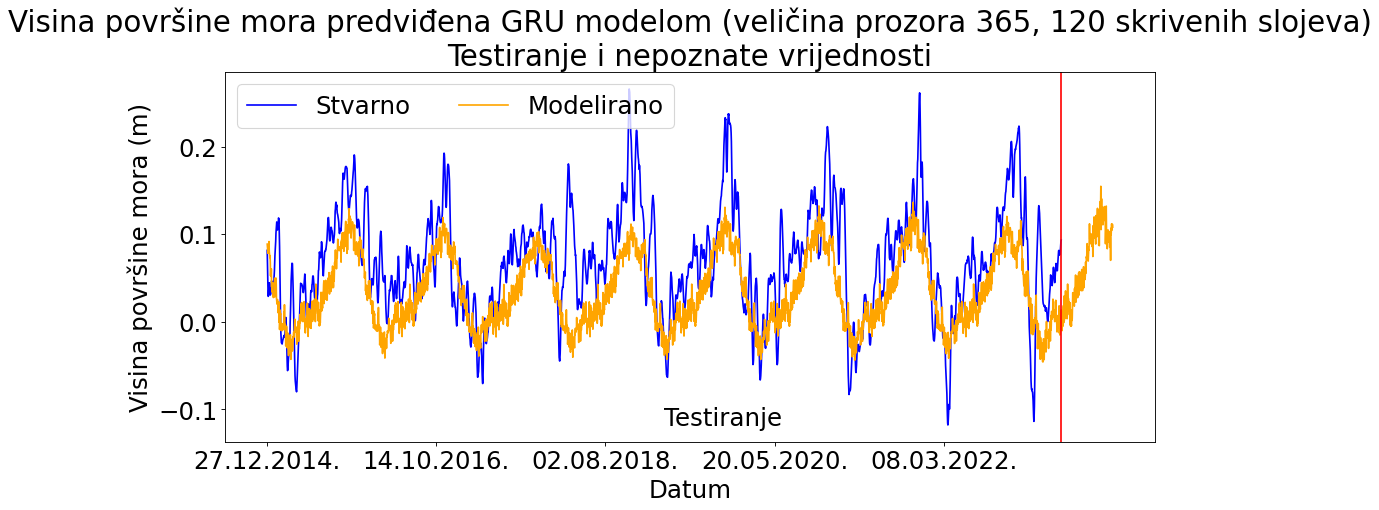 Visina površine mora predviđena GRU modelom (veličina prozora 365, 120 skrivenih slojeva)
Testiranje i nepoznate vrijednosti
Stvarno Modelirano
Visina površine mora (m)
0.2
0.1
0.0
−0.1
Testiranje
27.12.2014. 14.10.2016. 02.08.2018. 20.05.2020. 08.03.2022.
Datum